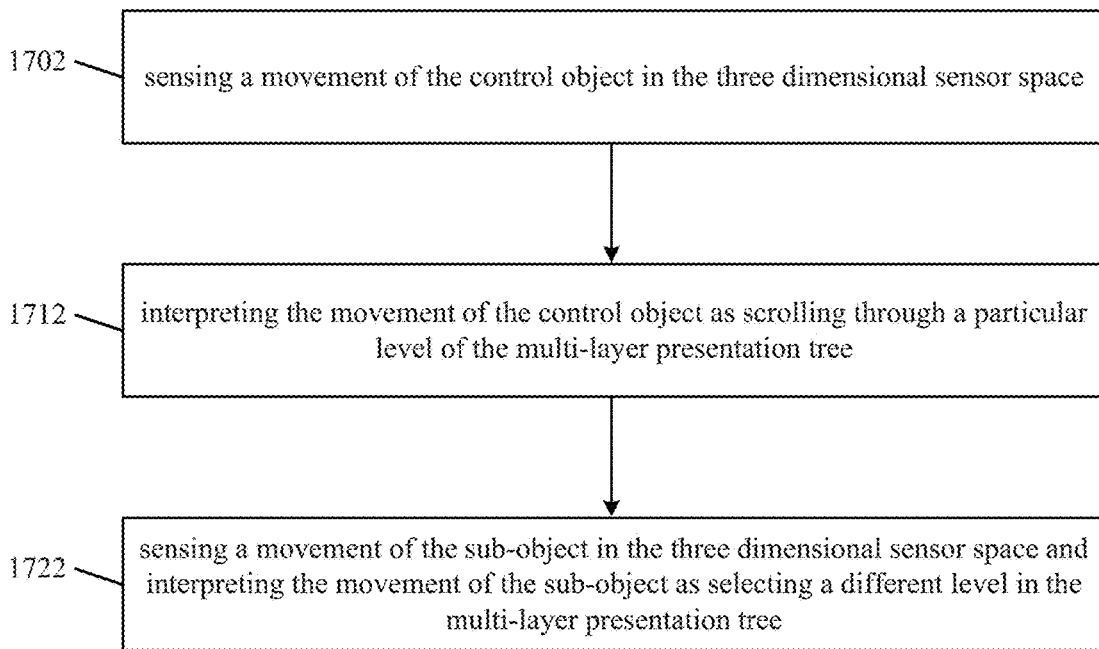 1702
sensing a movement of the control object in the three dimensional sensor space
1712
interpreting the movement of the control object as scrolling through a particular
level of the multi-layer presentation tree
1722
sensing a movement of the sub-object in the three dimensional sensor space and
interpreting the movement of the sub-object as selecting a different level in the
multi-layer presentation tree